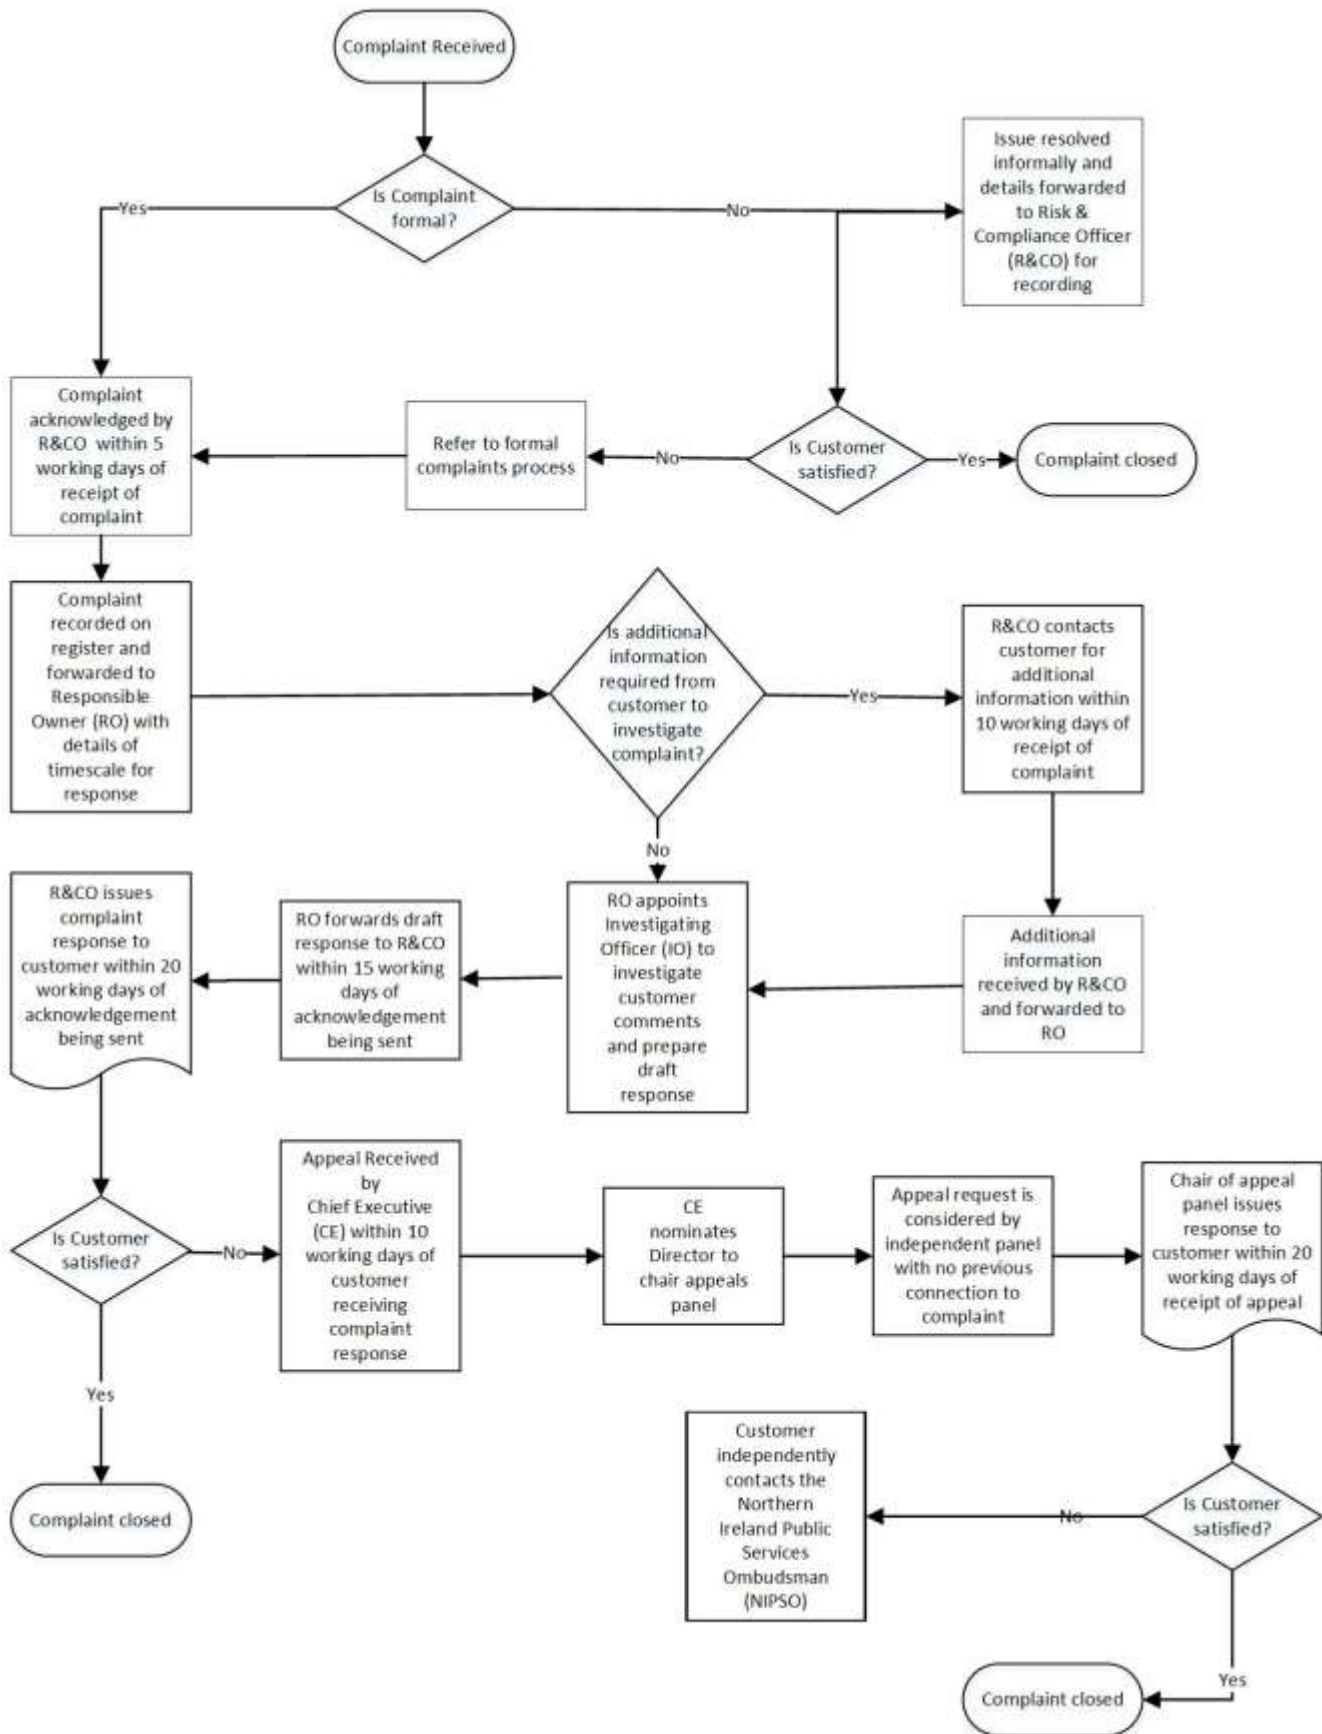 Complaint Received
Is Complaint
formal?
Yes
No
Issue resolved
informally and
details forwarded
to Risk &
Compliance Officer
(R&CO) for
recording
Complaint
acknowledged by
R&CO within 5
working days of
receipt of
complaint
Refer to formal
complaints process
No
Is Customer
satisfied?
Yes
Complaint closed
Complaint
recorded on
register and
forwarded to
Responsible
Owner (RO) with
details of
timescale for
response
Is additional
information
required from
customer to
investigate
complaint?
Yes
R&CO contacts
customer for
additional
information within
10 working days of
receipt of
complaint
No
R&CO issues
complaint
response to
customer within 20
working days of
acknowledgement
being sent
RO forwards draft
response to R&CO
within 15 working
days of
acknowledgement
being sent
RO appoints
Investigating
Officer (IO) to
investigate
customer
comments
and prepare
draft
response
Additional
information
received by R&CO
and forwarded to
RO
Is Customer
satisfied?
No
Appeal Received
by
Chief Executive
(CE) within 10
working days of
customer
receiving
complaint
response
CE
nominates
Director to
chair appeals
panel
Appeal request is
considered by
independent panel
with no previous
connection to
complaint
Chair of appeal
panel issues
response to
customer within 20
working days of
receipt of appeal
Yes
Complaint closed
Customer
independently
contacts the
Northern
Ireland Public
Services
Ombudsman
(NIPSO)
No
Is Customer
satisfied?
Yes
Complaint closed